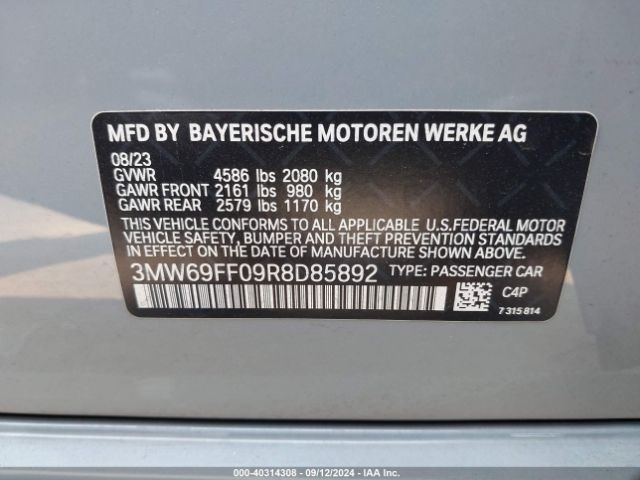 MFD BY BAYERISCHE MOTOREN WERKE AG
08/23
GVWR 4586 lbs 2080 kg
GAWR FRONT 2161 lbs 980 kg
GAWR REAR 2579 lbs 1170 kg
THIS VEHICLE CONFORMS TO ALL APPLICABLE U.S.FEDERAL MOTOR
VEHICLE SAFETY, BUMPER AND THEFT PREVENTION STANDARDS
IN EFFECT ON THE DATE OF MANUFACTURE SHOWN ABOVE.
3MW69FF09R8D85892 TYPE: PASSENGER CAR
C4P
7 315 814
000-40314308 - 09/12/2024 - IAAI.COM